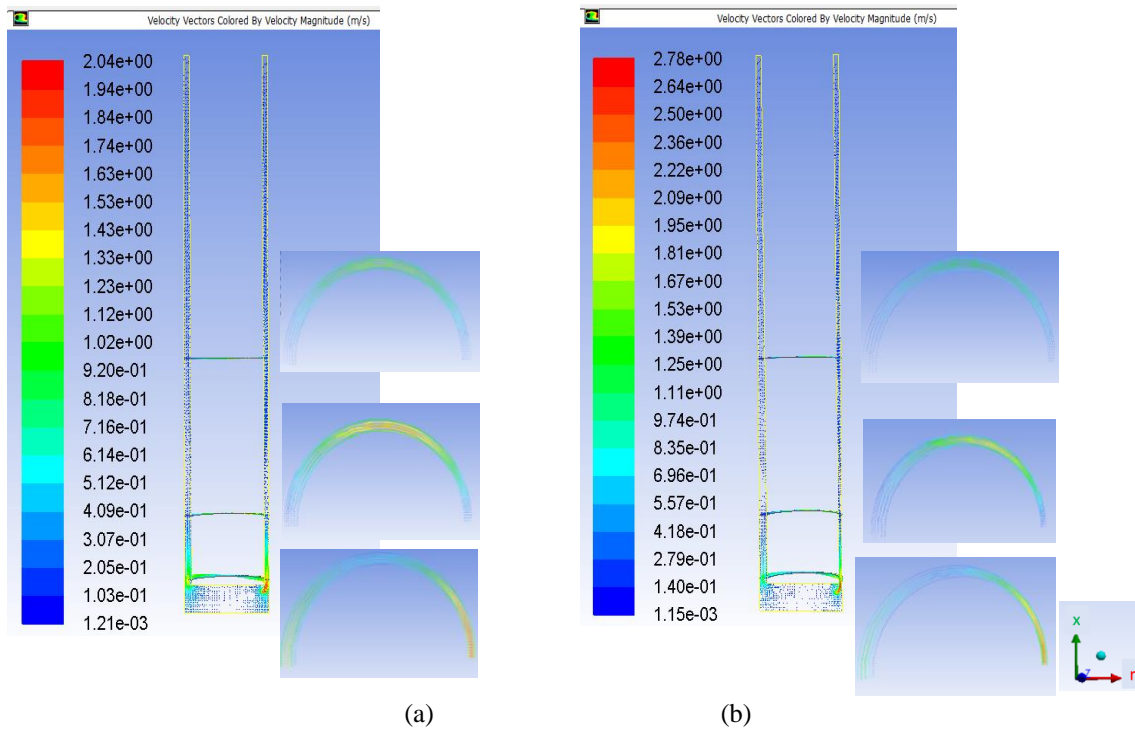 Velocity Vectors Colored By Velocity Magnitude (m/s)
2.04e+00
1.94e+00
1.84e+00
1.74e+00
1.63e+00
1.53e+00
1.43e+00
1.33e+00
1.23e+00
1.12e+00
1.02e+00
9.20e-01
8.18e-01
7.16e-01
6.14e-01
5.12e-01
4.09e-01
3.07e-01
2.05e-01
1.03e-01
1.21e-03
(a)
Velocity Vectors Colored By Velocity Magnitude (m/s)
2.78e+00
2.64e+00
2.50e+00
2.36e+00
2.22e+00
2.09e+00
1.95e+00
1.81e+00
1.67e+00
1.53e+00
1.39e+00
1.25e+00
1.11e+00
9.74e-01
8.35e-01
6.96e-01
5.57e-01
4.18e-01
2.79e-01
1.40e-01
1.15e-03
x
z
r
(b)